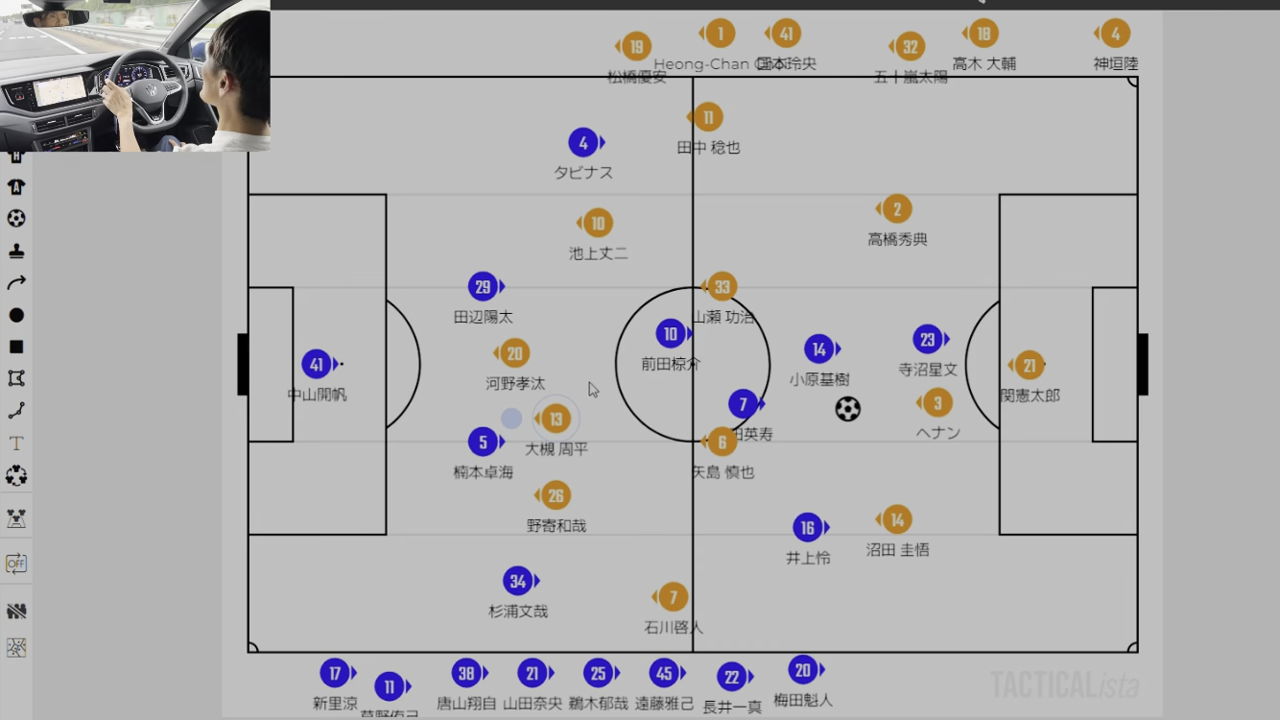 19
松橋優安
1
Heong-Chan
41
国本玲央
32
五十嵐太陽
18
高木 大輔
4
神垣陸
11
田中 稔也
4
タビナス
2
高橋秀典
10
池上丈二
29
田辺陽太
33
山瀬 功治
10
前田椋介
14
小原基樹
23
寺沼星文
21
関憲太郎
41
中山開帆
20
河野孝汰
7
田英寿
3
ヘナン
13
大槻 周平
5
楠本卓海
6
矢島 慎也
26
野寄和哉
16
井上怜
14
沼田 圭悟
34
杉浦文哉
7
石川啓人
17
新里涼
11
38
唐山翔自
21
山田奈央
25
鵜木郁哉
45
遠藤雅己
22
長井一真
20
梅田魁人
T
OFF
TACTICALista